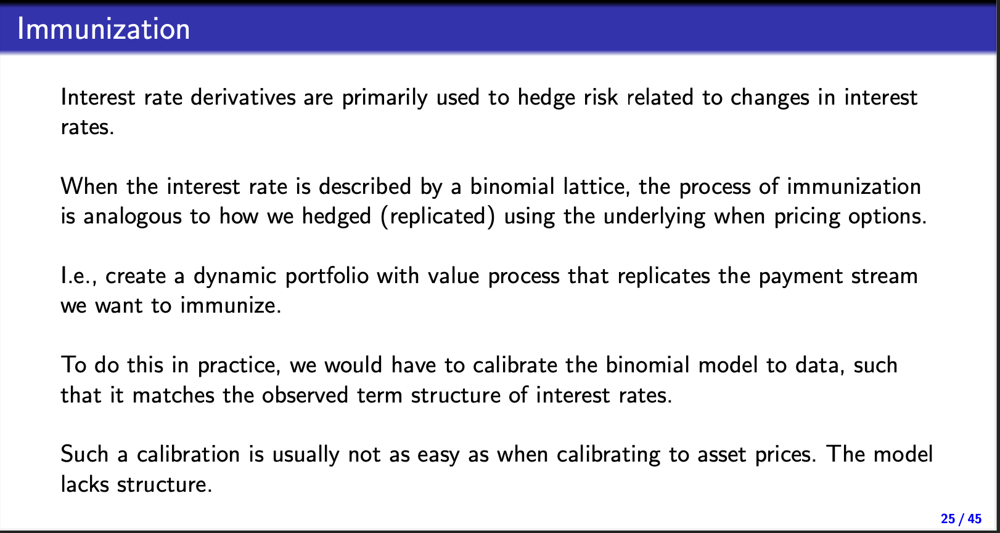 Immunization
Interest rate derivatives are primarily used to hedge risk related to changes in interest
rates.
When the interest rate is described by a binomial lattice, the process of immunization
is analogous to how we hedged (replicated) using the underlying when pricing options.
I.e., create a dynamic portfolio with value process that replicates the payment stream
we want to immunize.
To do this in practice, we would have to calibrate the binomial model to data, such
that it matches the observed term structure of interest rates.
Such a calibration is usually not as easy as when calibrating to asset prices. The model
lacks structure.
25 / 45